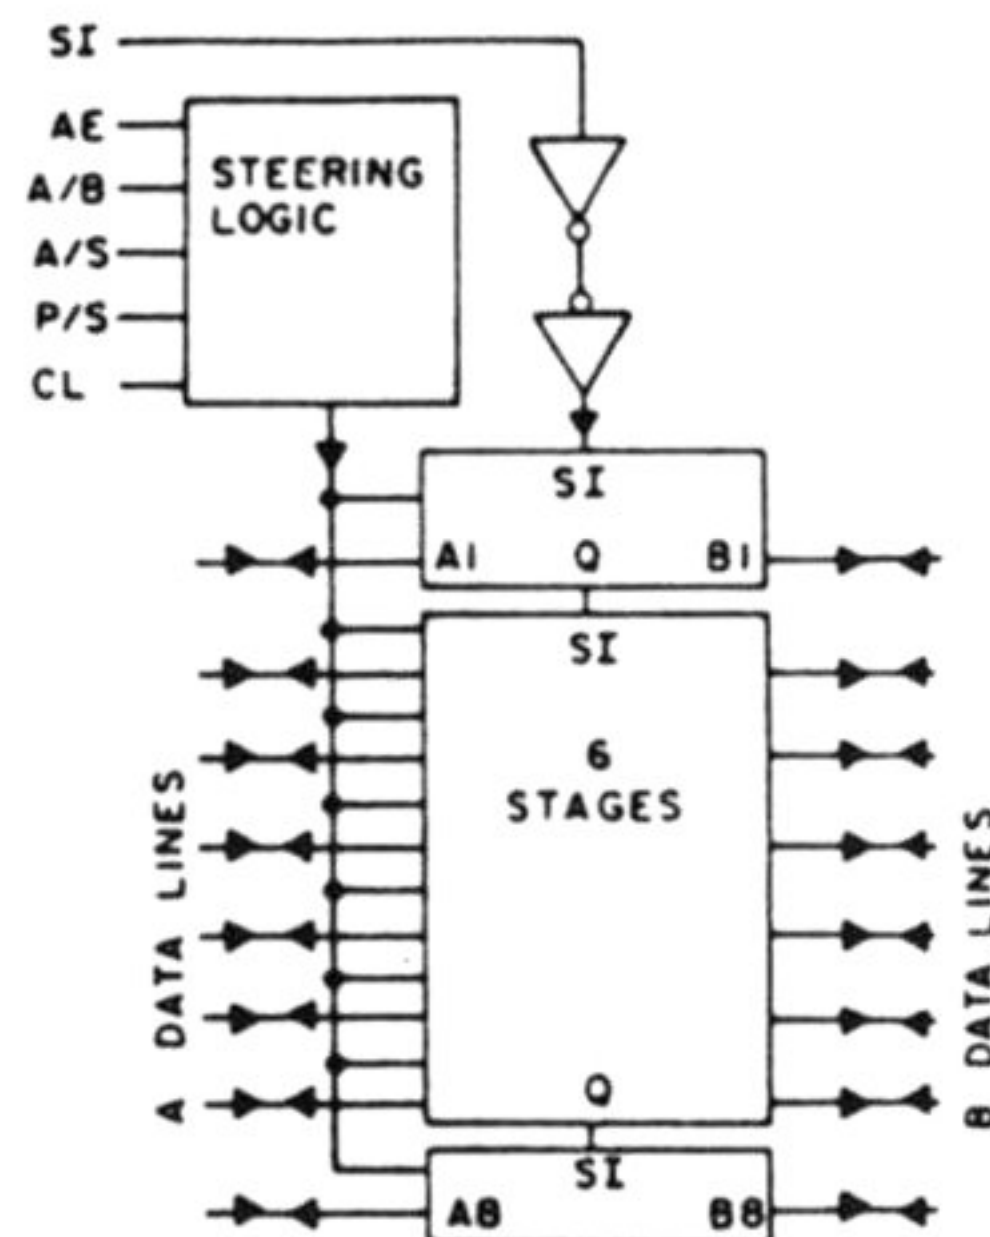 SI
AE
A/B
A/S
P/S
CL
STEERING
LOGIC
SI
A1 Q B1
SI
6
STAGES
Q
SI
A8 B8
A DATA LINES
B DATA LINES